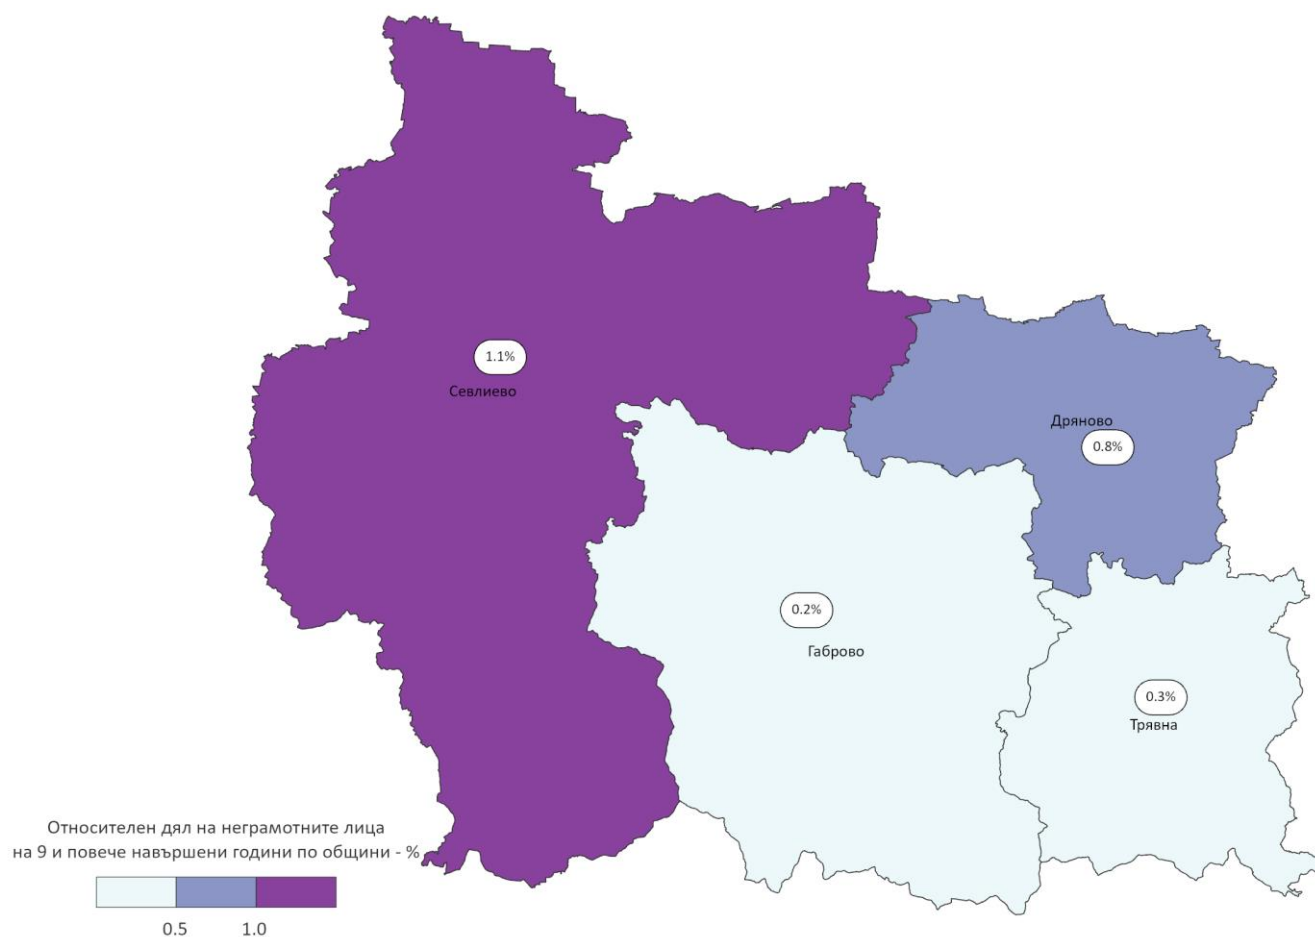 1.1%
Севлиево
Дряново
0.8%
0.2%
Габрово
0.3%
Трявна
Относителен дял на неграмотните лица
на 9 и повече навършени години по общини - %
0.5 1.0